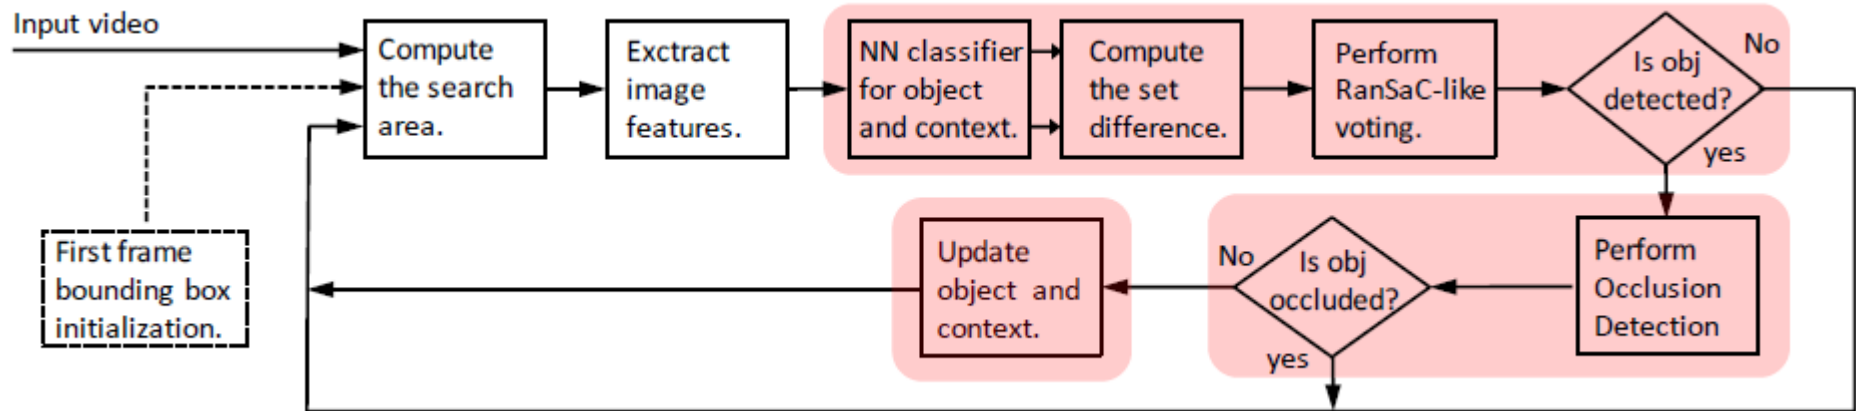 Input video
Compute
the search
area.
Exctract
image
features.
NN classifier
for object
and context.
Compute
the set
difference.
Perform
RanSaC-like
voting.
Is obj
detected?
No
yes
First frame
bounding box
initialization.
Update
object and
context.
No
Is obj
occluded?
yes
Perform
Occlusion
Detection